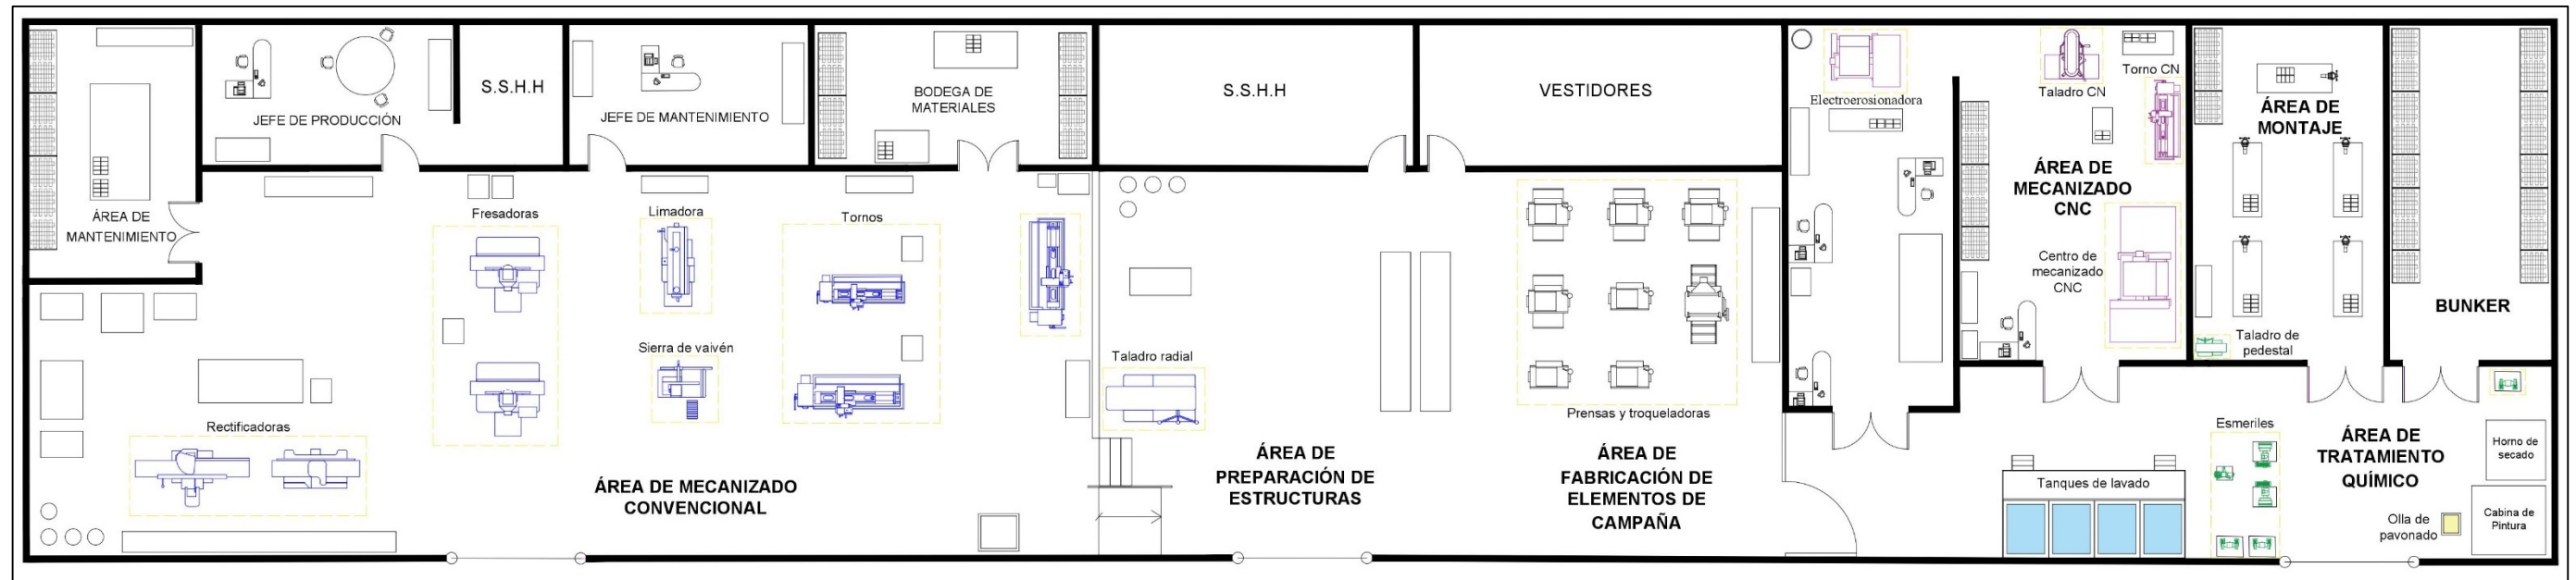 JEFE DE PRODUCCIÓN
S.S.H.H
JEFE DE MANTENIMIENTO
BODEGA DE
MATERIALES
S.S.H.H
VESTIDORES
Electroerosionadora
Taladro CN
Torno CN
ÁREA DE
MONTAJE
ÁREA DE
MECANIZADO
CNC
ÁREA DE
MANTENIMIENTO
Fresadoras
Limadora
Tornos
Centro de
mecanizado
CNC
BUNKER
Sierra de vaivén
Taladro radial
Taladro de
pedestal
Prensas y troqueladoras
Rectificadoras
ÁREA DE MECANIZADO
CONVENCIONAL
ÁREA DE
PREPARACIÓN DE
ESTRUCTURAS
ÁREA DE
FABRICACIÓN DE
ELEMENTOS DE
CAMPAÑA
Esmeriles
ÁREA DE
TRATAMIENTO
QUÍMICO
Horno de
secado
Tanques de lavado
Olla de
pavonado
Cabina de
Pintura